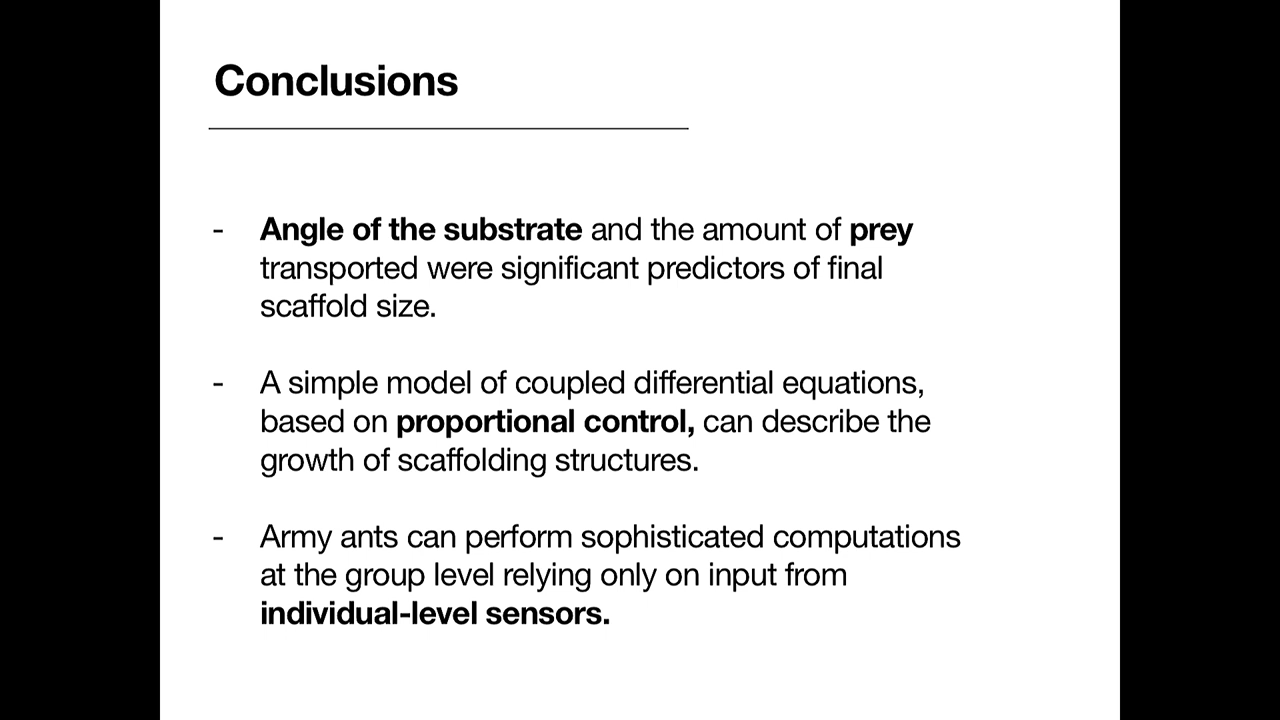 Conclusions
- Angle of the substrate and the amount of prey
transported were significant predictors of final
scaffold size.
- A simple model of coupled differential equations,
based on proportional control, can describe the
growth of scaffolding structures.
- Army ants can perform sophisticated computations
at the group level relying only on input from
individual-level sensors.